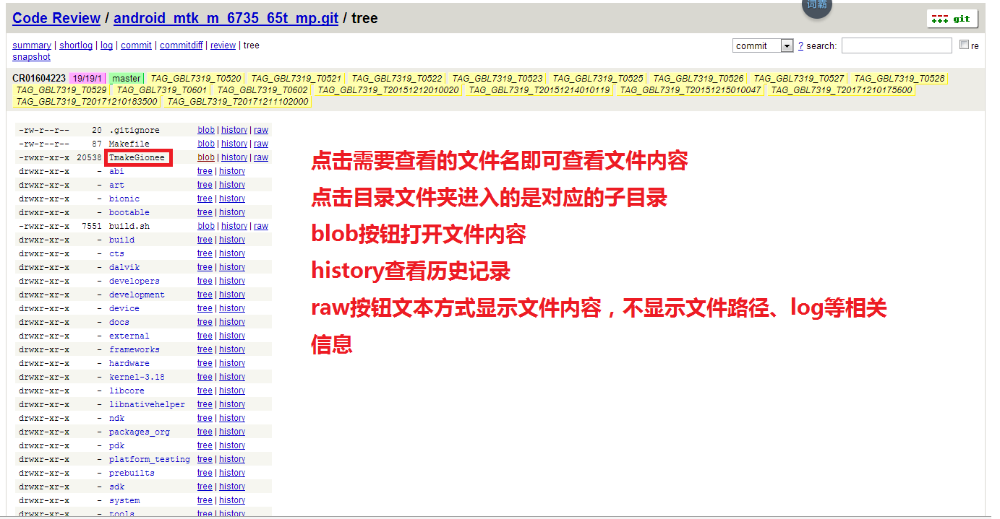 词霸
Code Review / android_mtk_m_6735_65t_mp.git / tree
git
summary | shortlog | log | commit | commitdiff | review | tree
snapshot
commit ? search: re
CR01604223 19/19/1 master TAG_GBL7319_T0520 TAG_GBL7319_T0521 TAG_GBL7319_T0522 TAG_GBL7319_T0523 TAG_GBL7319_T0525 TAG_GBL7319_T0526 TAG_GBL7319_T0527 TAG_GBL7319_T0528
TAG_GBL7319_T0529 TAG_GBL7319_T0601 TAG_GBL7319_T0602 TAG_GBL7319_T20151212010020 TAG_GBL7319_T20151214010119 TAG_GBL7319_T20151215010047 TAG_GBL7319_T20171210175600
TAG_GBL7319_T20171210183500 TAG_GBL7319_T20171211102000
-rw-r--r-- 20 .gitignore blob | history | raw
-rw-r--r-- 87 Makefile blob | history | raw
-rwxr-xr-x 20538 TmakeGionee blob | history | raw
drwxr-xr-x - abi tree | history
drwxr-xr-x - art tree | history
drwxr-xr-x - bionic tree | history
drwxr-xr-x - bootable tree | history
-rwxr-xr-x 7551 build.sh blob | history | raw
drwxr-xr-x - build tree | history
drwxr-xr-x - cts tree | history
drwxr-xr-x - dalvik tree | history
drwxr-xr-x - developers tree | history
drwxr-xr-x - development tree | history
drwxr-xr-x - device tree | history
drwxr-xr-x - docs tree | history
drwxr-xr-x - external tree | history
drwxr-xr-x - frameworks tree | history
drwxr-xr-x - hardware tree | history
drwxr-xr-x - kernel-3.18 tree | history
drwxr-xr-x - libcore tree | history
drwxr-xr-x - libnativehelper tree | history
drwxr-xr-x - ndk tree | history
drwxr-xr-x - packages_org tree | history
drwxr-xr-x - pdk tree | history
drwxr-xr-x - platform_testing tree | history
drwxr-xr-x - prebuilts tree | history
drwxr-xr-x - sdk tree | history
drwxr-xr-x - system tree | history
drwxr-xr-x - tools tree | history
点击需要查看的文件名即可查看文件内容
点击目录文件夹进入的是对应的子目录
blob按钮打开文件内容
history查看历史记录
raw按钮文本方式显示文件内容，不显示文件路径、log等相关
信息